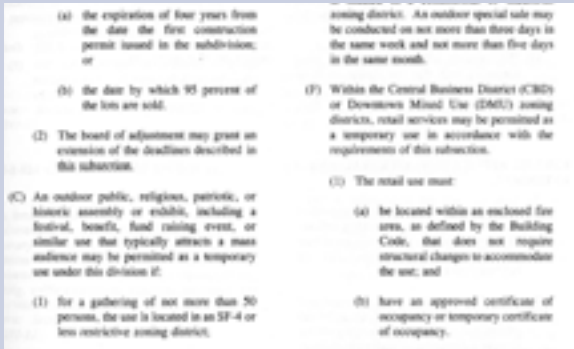 (a) the expiration of four years from
the date the first construction
permit issued in the subdivision;
or
(b) the date by which 95 percent of
the lots are sold.
(2) The board of adjustment may grant an
extension of the deadlines described in
this subsection.
(C) An outdoor public, religious, patriotic, or
historic assembly or exhibit, including a
festival, benefit, fund raising event, or
similar use that typically attracts a mass
audience may be permitted as a temporary
use under this division if:
(1) for a gathering of not more than 50
persons, the use is located in an SF-4 or
less restrictive zoning district.
zoning district. An outdoor special sale may
be conducted on not more than three days in
the same week and not more than five days
in the same month.
(F) Within the Central Business District (CBD)
or Downtown Mixed Use (DMU) zoning
districts, retail services may be permitted as
a temporary use in accordance with the
requirements of this subsection.
(1) The retail use must:
(a) be located within an enclosed fire
area, as defined by the Building
Code, that does not require
structural changes to accommodate
the use; and
(b) have an approved certificate of
occupancy or temporary certificate
of occupancy.